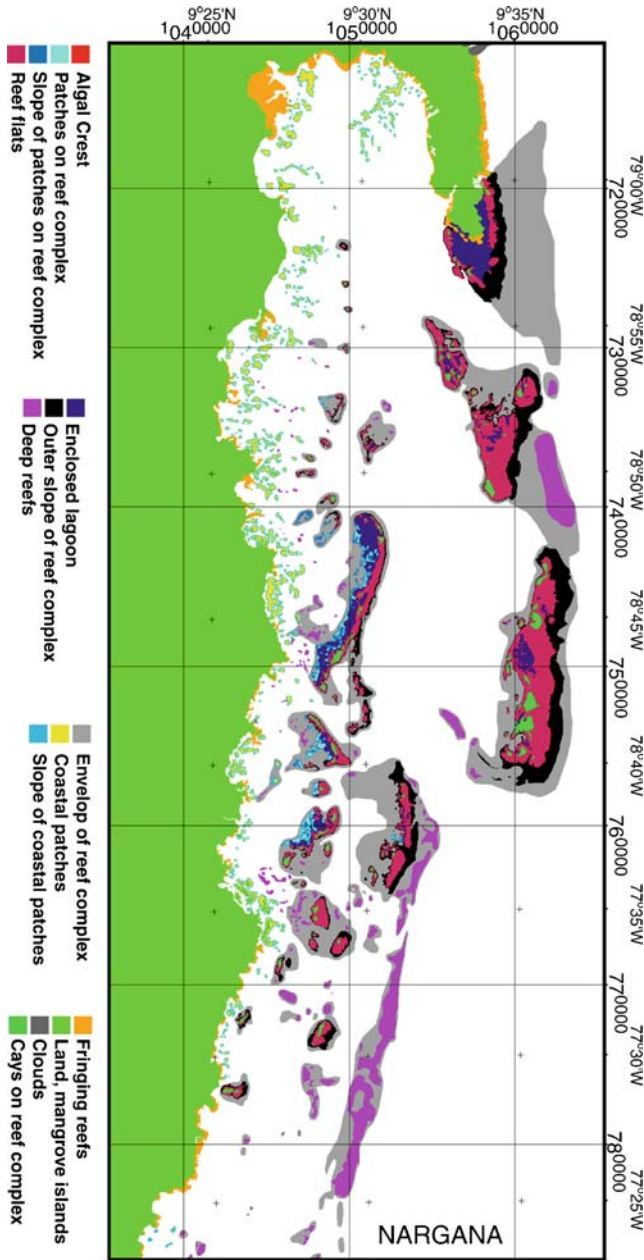 79°00'W 78°55'W 78°50'W 78°45'W 78°40'W 77°35'W 77°30'W 77°25'W
720000 730000 740000 750000 760000 770000 780000
9°35'
1060000
9°30'
1050000
9°25'
1040000
NARGANA
Algal Crest
Patches on reef complex
Slope of patches on reef complex
Reef flats
Enclosed lagoon
Outer slope of reef complex
Deep reefs
Envelop of reef complex
Coastal patches
Slope of coastal patches
Fringing reefs
Land, mangrove islands
Clouds
Cays on reef complex